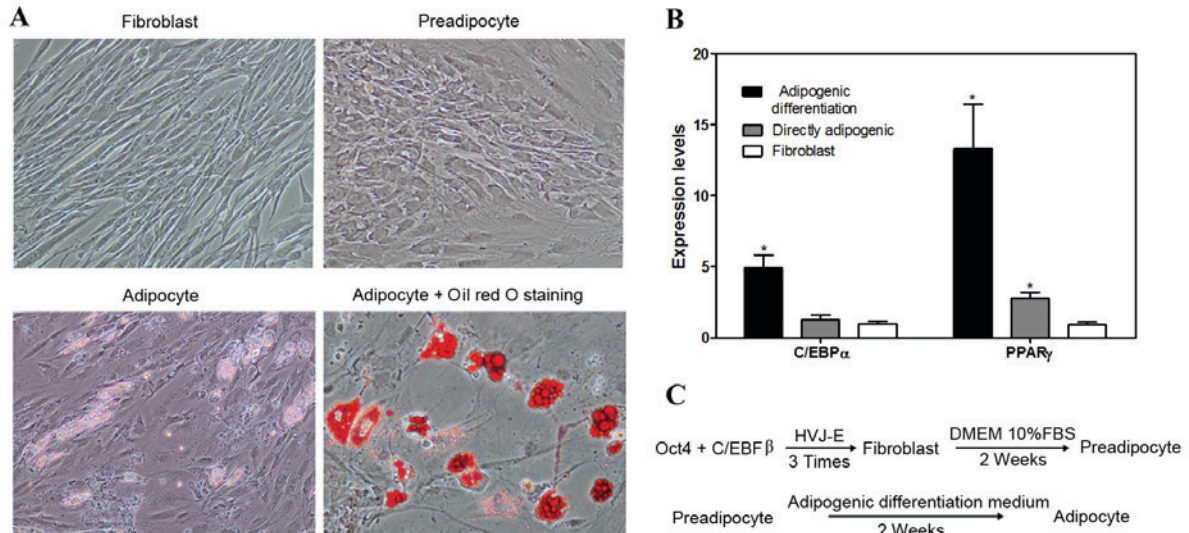 A
Fibroblast
Preadipocyte
Adipocyte
Adipocyte + Oil red O staining
B
Expression levels
20
15
10
5
0
Adipogenic
differentiation
Directly adipogenic
Fibroblast
*
*
*
C/EBPα
PPARγ
C
Oct4 + C/EBFβ HVJ-E 3 Times Fibroblast DMEM 10%FBS 2 Weeks Preadipocyte
Preadipocyte Adipogenic differentiation medium 2 Weeks Adipocyte